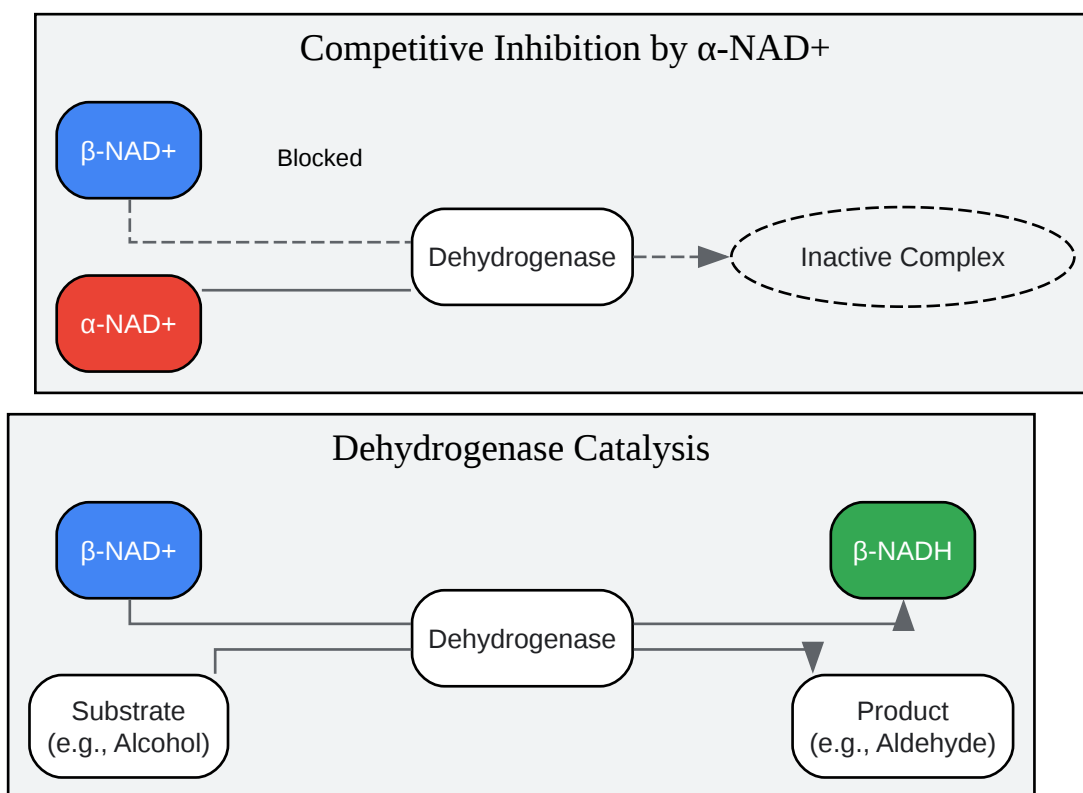 Competitive Inhibition by α-NAD+
β-NAD+
Blocked
Dehydrogenase
Inactive Complex
α-NAD+
Dehydrogenase Catalysis
β-NAD+
β-NADH
Dehydrogenase
Substrate
(e.g., Alcohol)
Product
(e.g., Aldehyde)